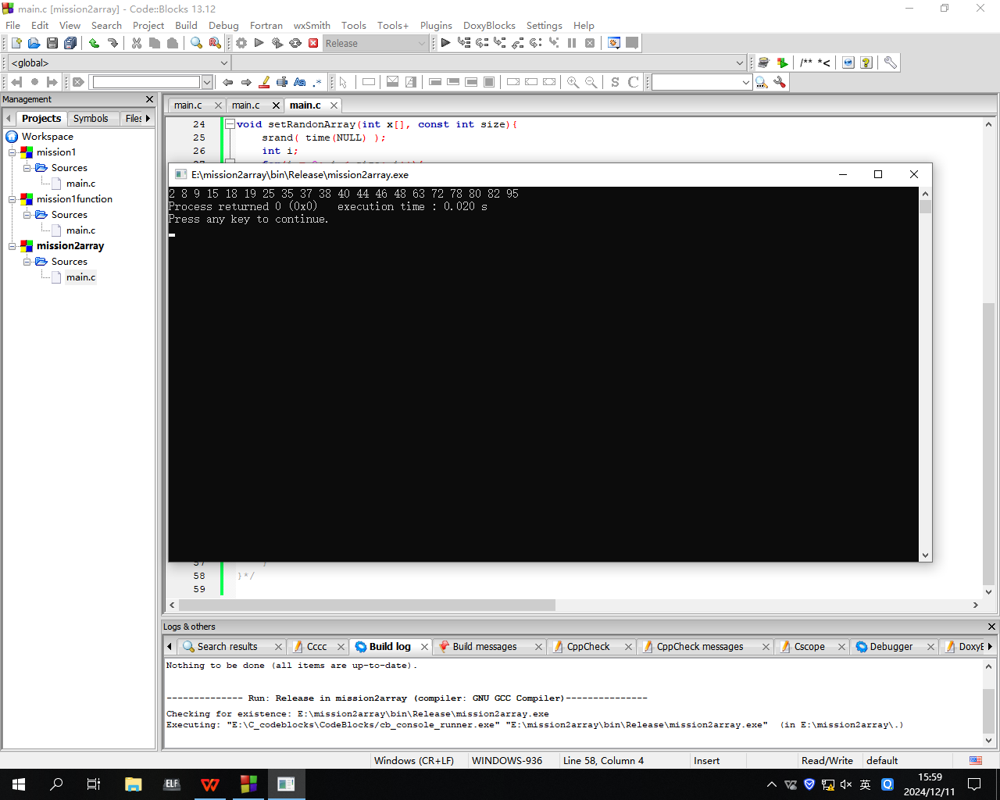 main.c [mission2array] - Code::Blocks 13.12
File Edit View Search Project Build Debug Fortran wxSmith Tools Tools+ Plugins DoxyBlocks Settings Help
Release
<global>
/** *<
Aa .*
S C
Management
Projects Symbols Files
Workspace
mission1
Sources
main.c
mission1function
Sources
main.c
mission2array
Sources
main.c
main.c main.c main.c
24 void setRandonArray(int x[], const int size){
25 srand( time(NULL) );
26 int i;
E:\mission2array\bin\Release\mission2array.exe
2 8 9 15 18 19 25 35 37 38 40 44 46 48 63 72 78 80 82 95
Process returned 0 (0x0)   execution time : 0.020 s
Press any key to continue.
57 }
58 }*/
59
Logs & others
Search results Cccc Build log Build messages CppCheck CppCheck messages Cscope Debugger
Nothing to be done (all items are up-to-date).
-------------- Run: Release in mission2array (compiler: GNU GCC Compiler)---------------
Checking for existence: E:\mission2array\bin\Release\mission2array.exe
Executing: "E:\C_codeblocks\CodeBlocks/cb_console_runner.exe" "E:\mission2array\bin\Release\mission2array.exe"  (in E:\mission2array\.)
Windows (CR+LF) WINDOWS-936 Line 58, Column 4 Insert Read/Write default
ELF
英
15:59
2024/12/11